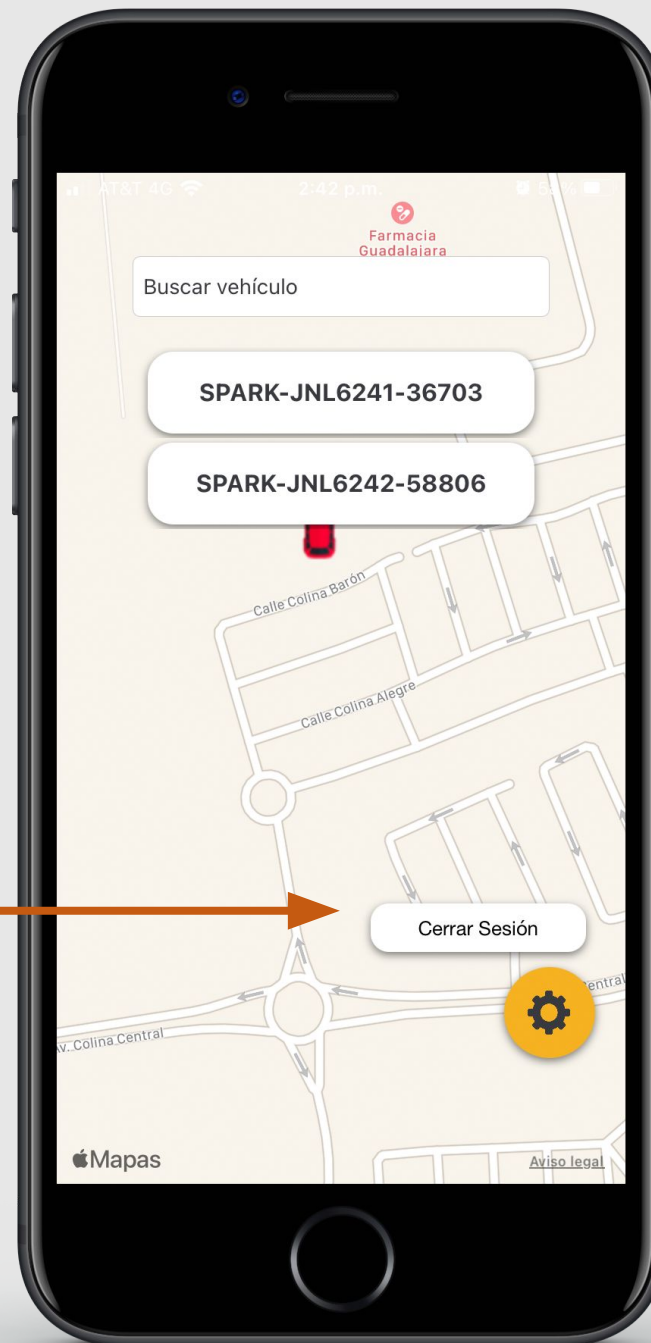 AT&T 4G 2:42 p.m.
Farmacia
Guadalajara
Buscar vehículo
SPARK-JNL6241-36703
SPARK-JNL6242-58806
Calle Colina Barón
Calle Colina Alegre
Cerrar Sesión
Central
Av. Colina Central
Mapas
Aviso legal